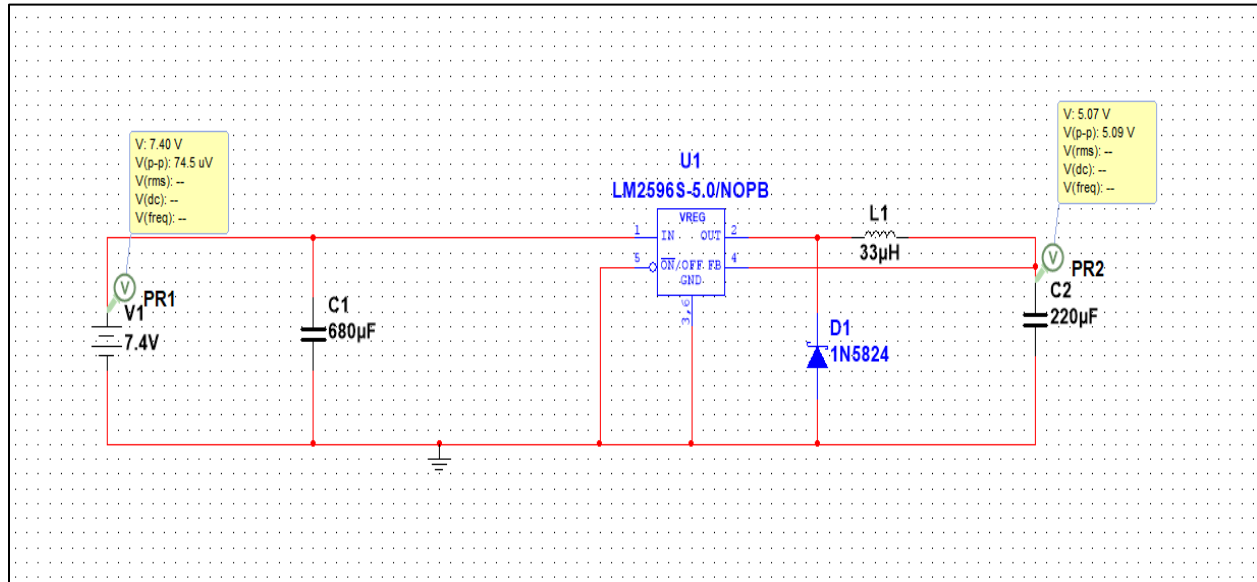 V: 7.40 V
V(p-p): 74.5 uV
V(rms): --
V(dc): --
V(freq): --
V
PR1
V1
7.4V
C1
680µF
U1
LM2596S-5.0/NOPB
VREG
1
IN
OUT
2
5
ON/OFF
FB
4
GND
3,6
L1
33µH
D1
1N5824
V: 5.07 V
V(p-p): 5.09 V
V(rms): --
V(dc): --
V(freq): --
V
PR2
C2
220µF